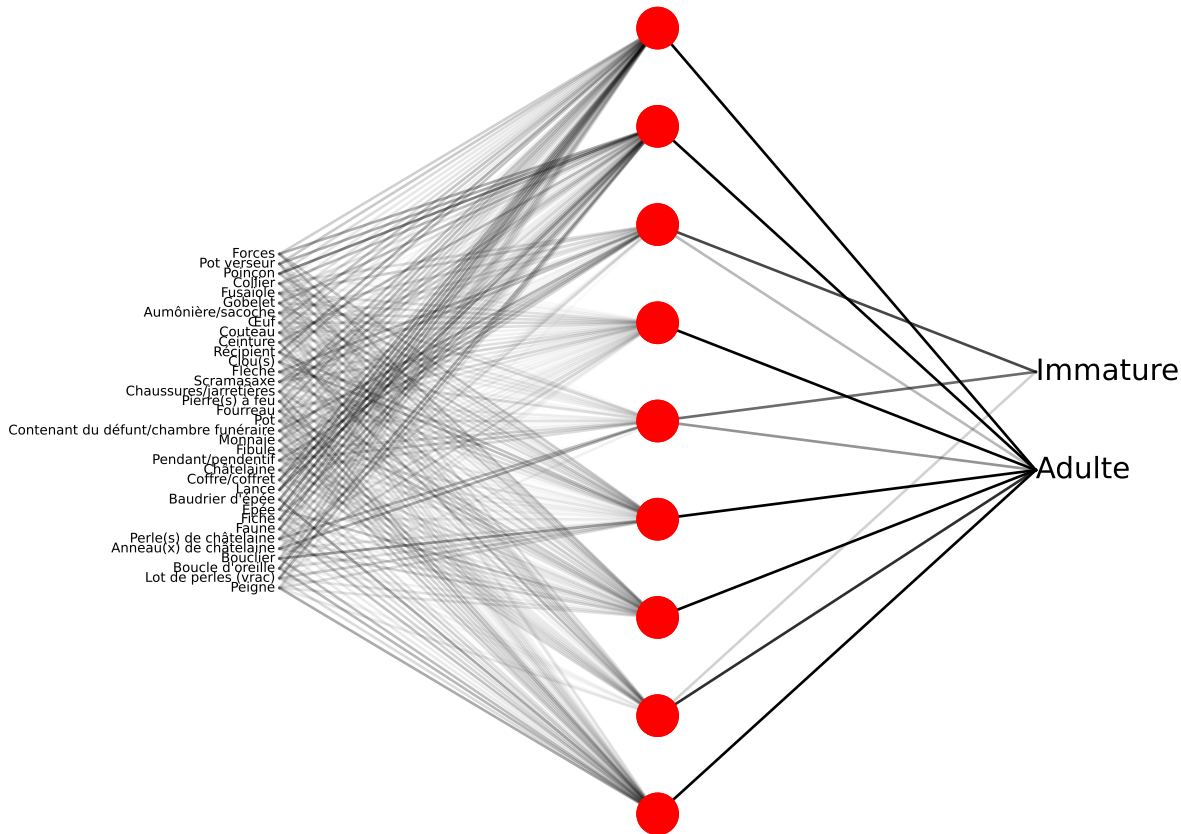 Forces
Pot verseur
Poinçon
Collier
Fusaïole
Gobelet
Aumônière/sacoche
Œuf
Couteau
Ceinture
Récipient
Clou(s)
Flèche
Scramasaxe
Chaussures/jarretières
Pierre(s) à feu
Fourreau
Pot
Contenant du défunt/chambre funéraire
Monnaie
Fibule
Pendant/pendentif
Châtelaine
Coffre/coffret
Lance
Baudrier d'épée
Épée
Fiche
Faune
Perle(s) de châtelaine
Anneau(x) de châtelaine
Bouclier
Boucle d'oreille
Lot de perles (vrac)
Peigne
Immature
Adulte